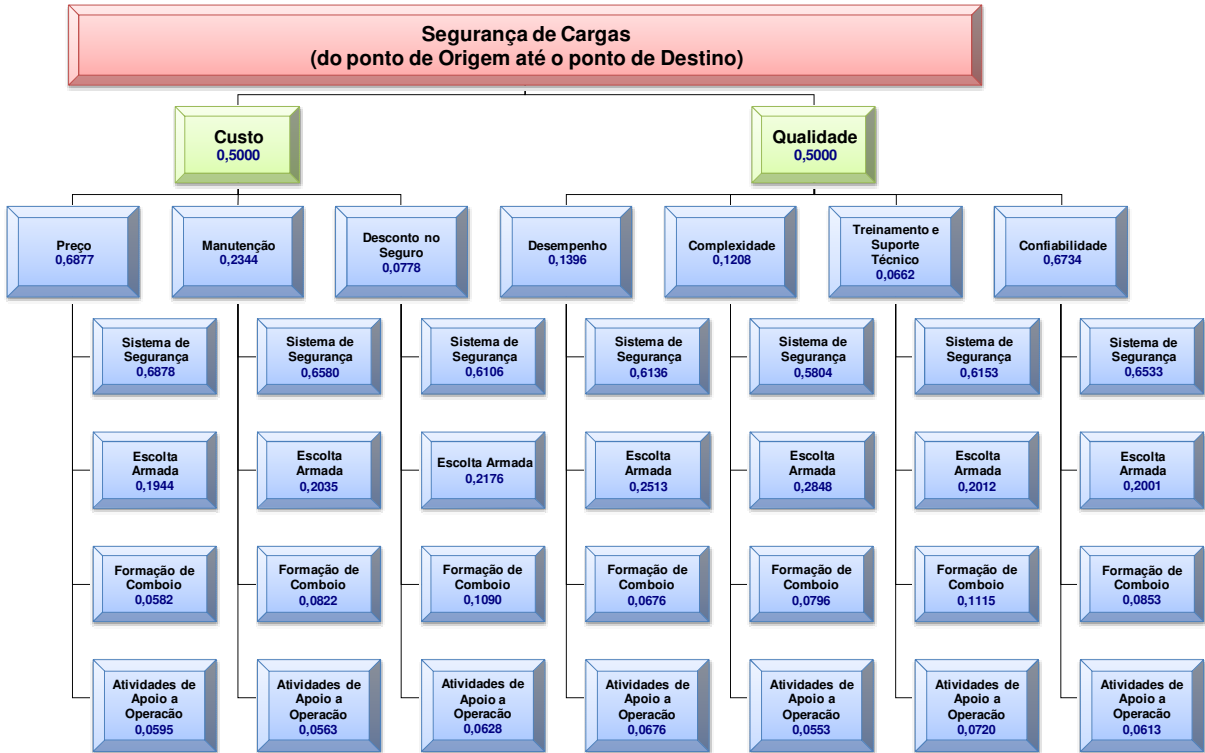 Segurança de Cargas
(do ponto de Origem até o ponto de Destino)
Custo
0,5000
Qualidade
0,5000
Preço
0,6877
Manutenção
0,2344
Desconto no
Seguro
0,0778
Desempenho
0,1396
Complexidade
0,1208
Treinamento e
Suporte
Técnico
0,0662
Confiabilidade
0,6734
Sistema de
Segurança
0,6878
Sistema de
Segurança
0,6580
Sistema de
Segurança
0,6106
Sistema de
Segurança
0,6136
Sistema de
Segurança
0,5804
Sistema de
Segurança
0,6153
Sistema de
Segurança
0,6533
Escolta
Armada
0,1944
Escolta
Armada
0,2035
Escolta Armada
0,2176
Escolta
Armada
0,2513
Escolta
Armada
0,2848
Escolta
Armada
0,2012
Escolta
Armada
0,2001
Formação de
Comboio
0,0582
Formação de
Comboio
0,0822
Formação de
Comboio
0,1090
Formação de
Comboio
0,0676
Formação de
Comboio
0,0796
Formação de
Comboio
0,1115
Formação de
Comboio
0,0853
Atividades de
Apoio a
Operacão
0,0595
Atividades de
Apoio a
Operacão
0,0563
Atividades de
Apoio a
Operacão
0,0628
Atividades de
Apoio a
Operacão
0,0676
Atividades de
Apoio a
Operacão
0,0553
Atividades de
Apoio a
Operacão
0,0720
Atividades de
Apoio a
Operacão
0,0613